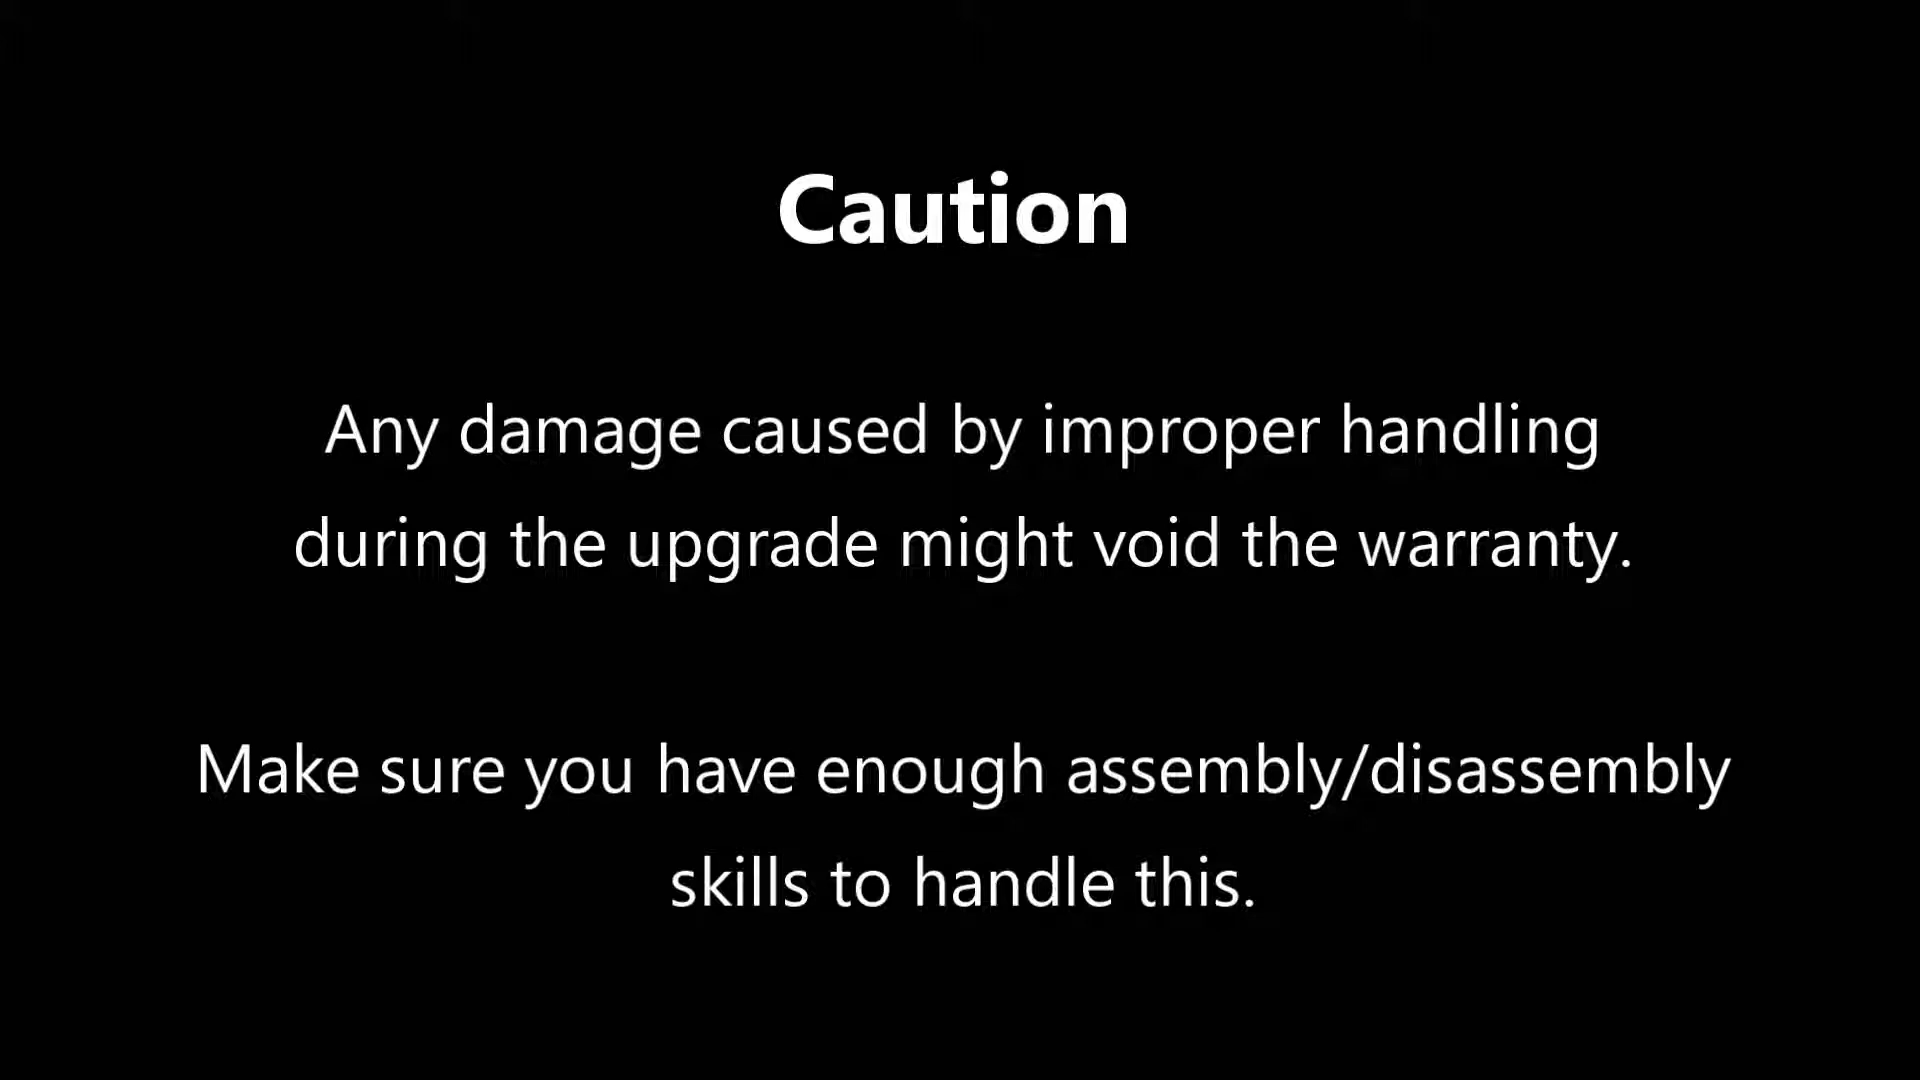 Caution
Any damage caused by improper handling
during the upgrade might void the warranty.
Make sure you have enough assembly/disassembly
skills to handle this.